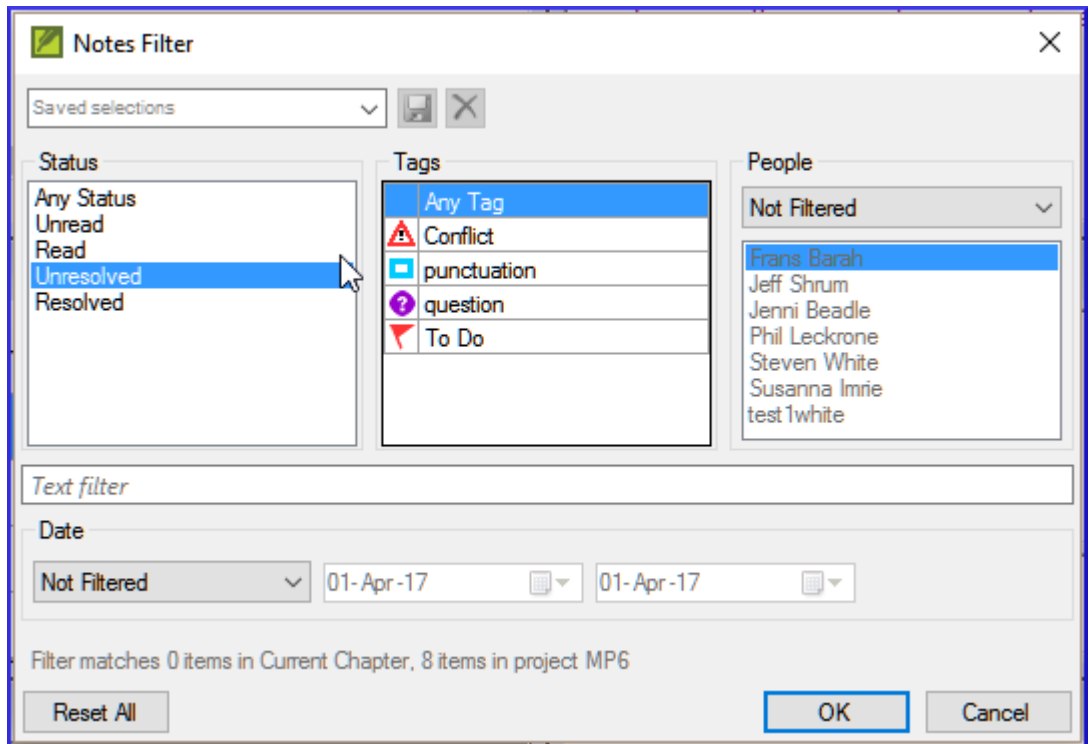 Notes Filter
Saved selections
Status
Any Status
Unread
Read
Unresolved
Resolved
Tags
Any Tag
Conflict
punctuation
question
To Do
People
Not Filtered
Frans Barah
Jeff Shrum
Jenni Beadle
Phil Leckrone
Steven White
Susanna Imrie
test1white
Text filter
Date
Not Filtered
01-Apr-17
01-Apr-17
Filter matches 0 items in Current Chapter, 8 items in project MP6
Reset All
OK
Cancel